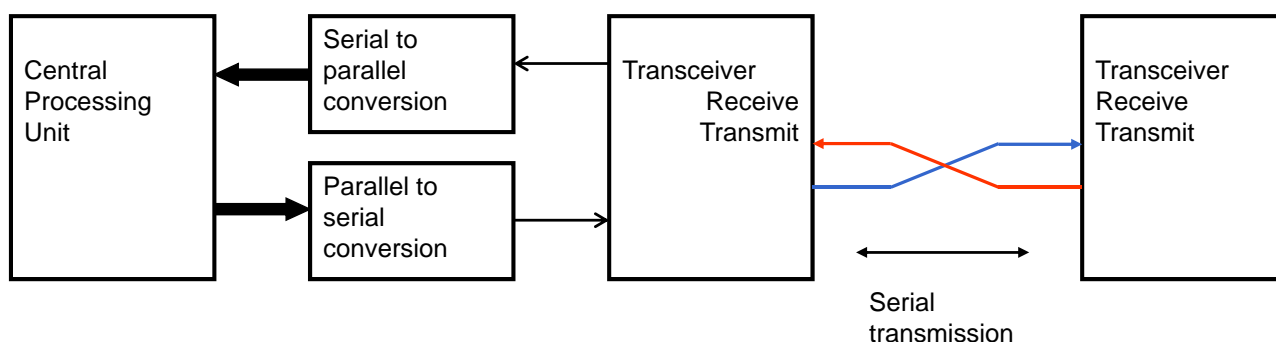 Central
Processing
Unit
Serial to
parallel
conversion
Parallel to
serial
conversion
Transceiver
Receive
Transmit
Transceiver
Receive
Transmit
Serial
transmission